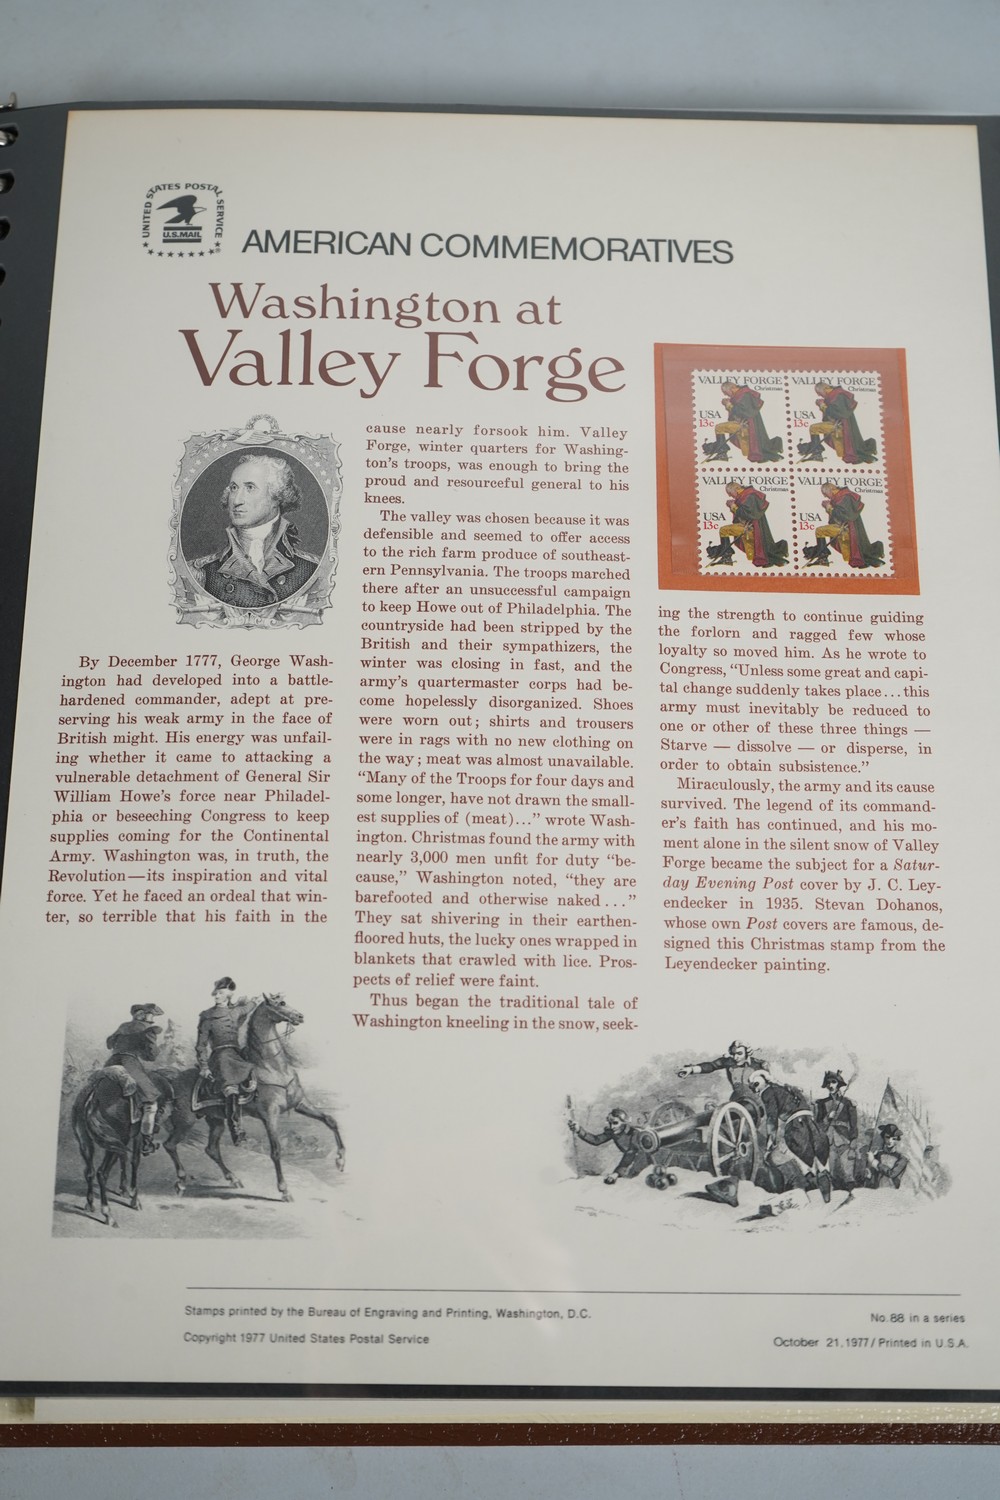 UNITED STATES POSTAL SERVICE
U.S.MAIL
AMERICAN COMMEMORATIVES
Washington at
Valley Forge
By December 1777, George Wash-
ington had developed into a battle-
hardened commander, adept at pre-
serving his weak army in the face of
British might. His energy was unfail-
ing whether it came to attacking a
vulnerable detachment of General Sir
William Howe's force near Philadel-
phia or beseeching Congress to keep
supplies coming for the Continental
Army. Washington was, in truth, the
Revolution—its inspiration and vital
force. Yet he faced an ordeal that win-
ter, so terrible that his faith in the
cause nearly forsook him. Valley
Forge, winter quarters for Washing-
ton's troops, was enough to bring the
proud and resourceful general to his
knees.
The valley was chosen because it was
defensible and seemed to offer access
to the rich farm produce of southeast-
ern Pennsylvania. The troops marched
there after an unsuccessful campaign
to keep Howe out of Philadelphia. The
countryside had been stripped by the
British and their sympathizers, the
winter was closing in fast, and the
army's quartermaster corps had be-
come hopelessly disorganized. Shoes
were worn out; shirts and trousers
were in rags with no new clothing on
the way; meat was almost unavailable.
"Many of the Troops for four days and
some longer, have not drawn the small-
est supplies of (meat)..." wrote Wash-
ington. Christmas found the army with
nearly 3,000 men unfit for duty "be-
cause," Washington noted, "they are
barefooted and otherwise naked..."
They sat shivering in their earthen-
floored huts, the lucky ones wrapped in
blankets that crawled with lice. Pros-
pects of relief were faint.
Thus began the traditional tale of
Washington kneeling in the snow, seek-
VALLEY FORGE
Christmas
USA
13c
VALLEY FORGE
Christmas
USA
13c
VALLEY FORGE
Christmas
USA
13c
VALLEY FORGE
Christmas
USA
13c
ing the strength to continue guiding
the forlorn and ragged few whose
loyalty so moved him. As he wrote to
Congress, "Unless some great and capi-
tal change suddenly takes place...this
army must inevitably be reduced to
one or other of these three things —
Starve — dissolve — or disperse, in
order to obtain subsistence."
Miraculously, the army and its cause
survived. The legend of its command-
er's faith has continued, and his mo-
ment alone in the silent snow of Valley
Forge became the subject for a Satur-
day Evening Post cover by J. C. Ley-
endecker in 1935. Stevan Dohanos,
whose own Post covers are famous, de-
signed this Christmas stamp from the
Leyendecker painting.
Stamps printed by the Bureau of Engraving and Printing, Washington, D.C.
Copyright 1977 United States Postal Service
No.88 in a series
October 21,1977/Printed in U.S.A.